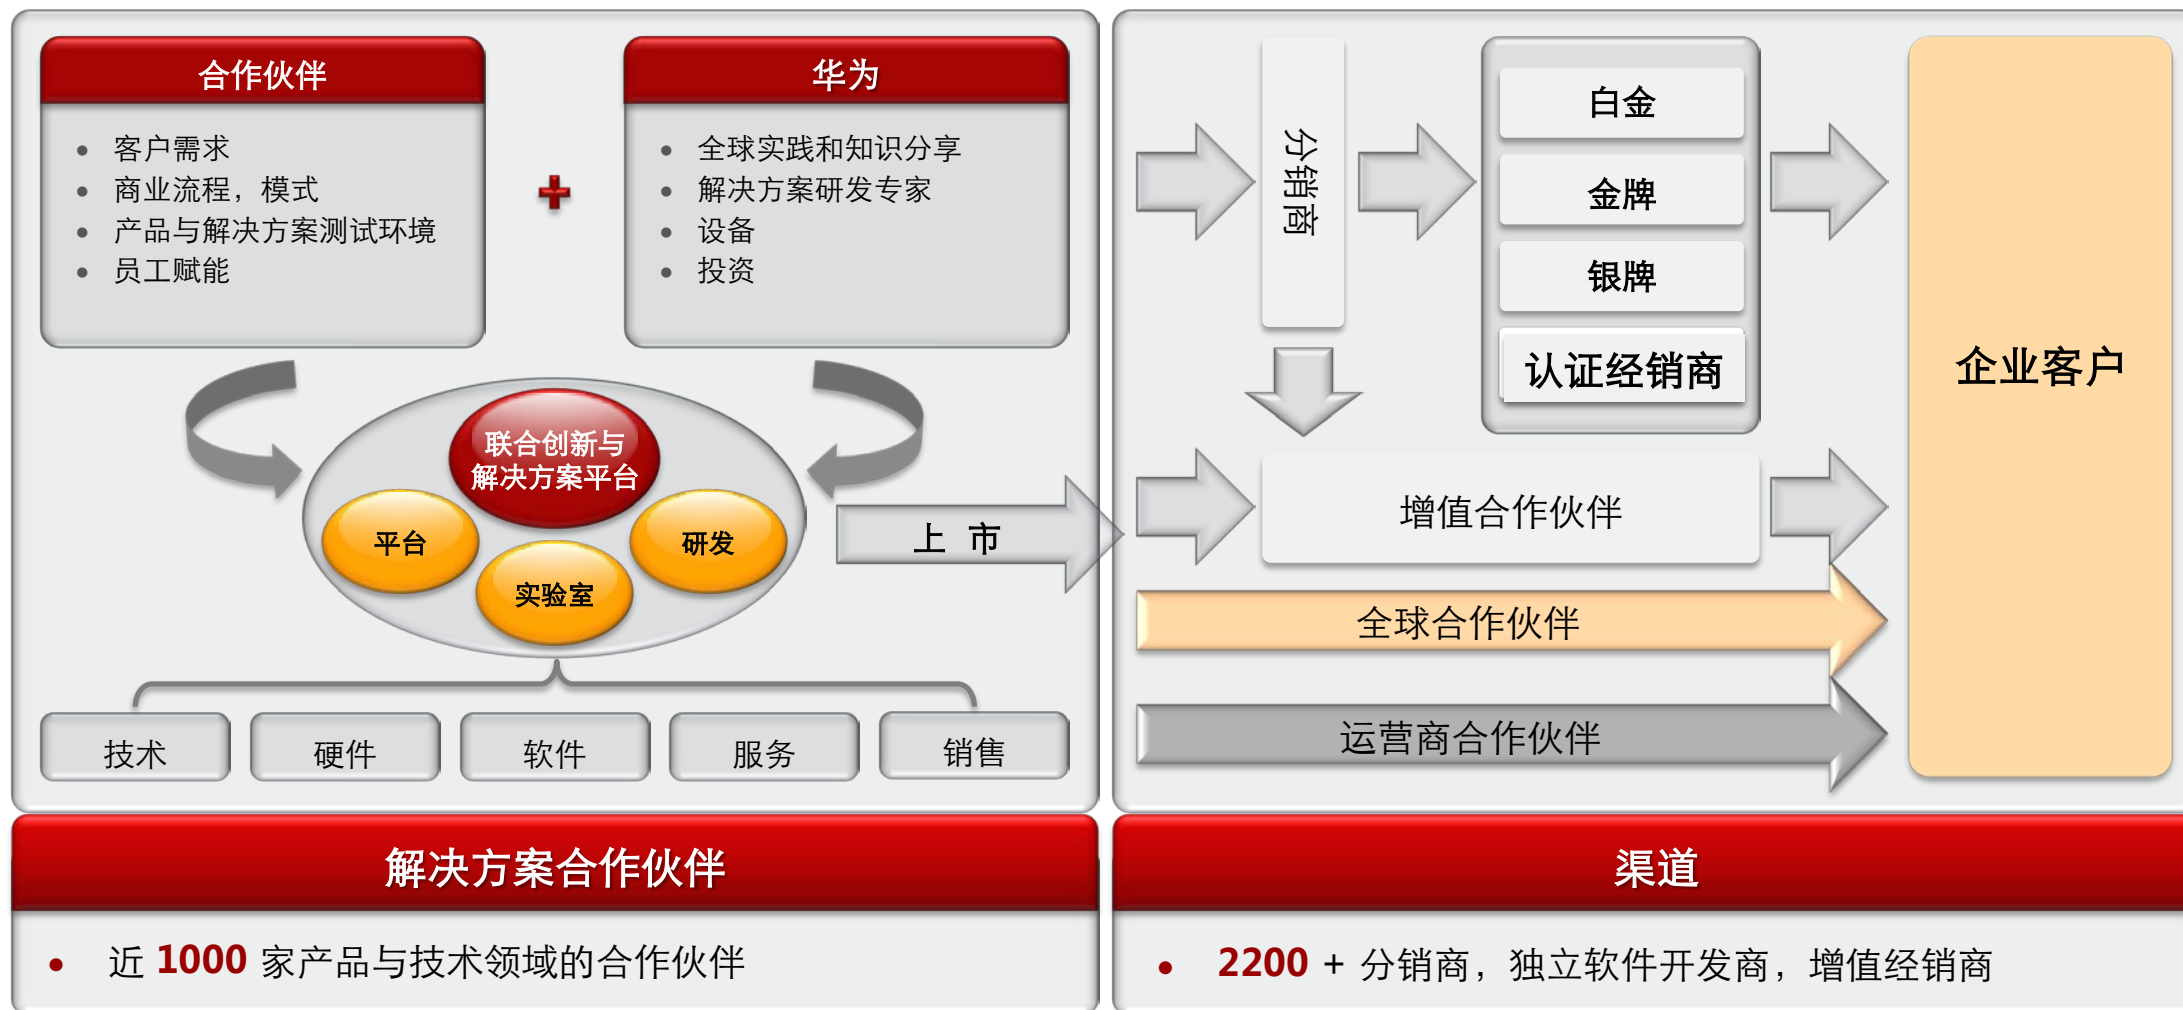 合作伙伴
客户需求
商业流程，模式
产品与解决方案测试环境
员工赋能
华为
全球实践和知识分享
解决方案研发专家
设备
投资
联合创新与
解决方案平台
平台
研发
实验室
上 市
技术
硬件
软件
服务
销售
解决方案合作伙伴
近 1000 家产品与技术领域的合作伙伴
分销商
白金
金牌
银牌
认证经销商
增值合作伙伴
全球合作伙伴
运营商合作伙伴
企业客户
渠道
2200 + 分销商，独立软件开发商，增值经销商